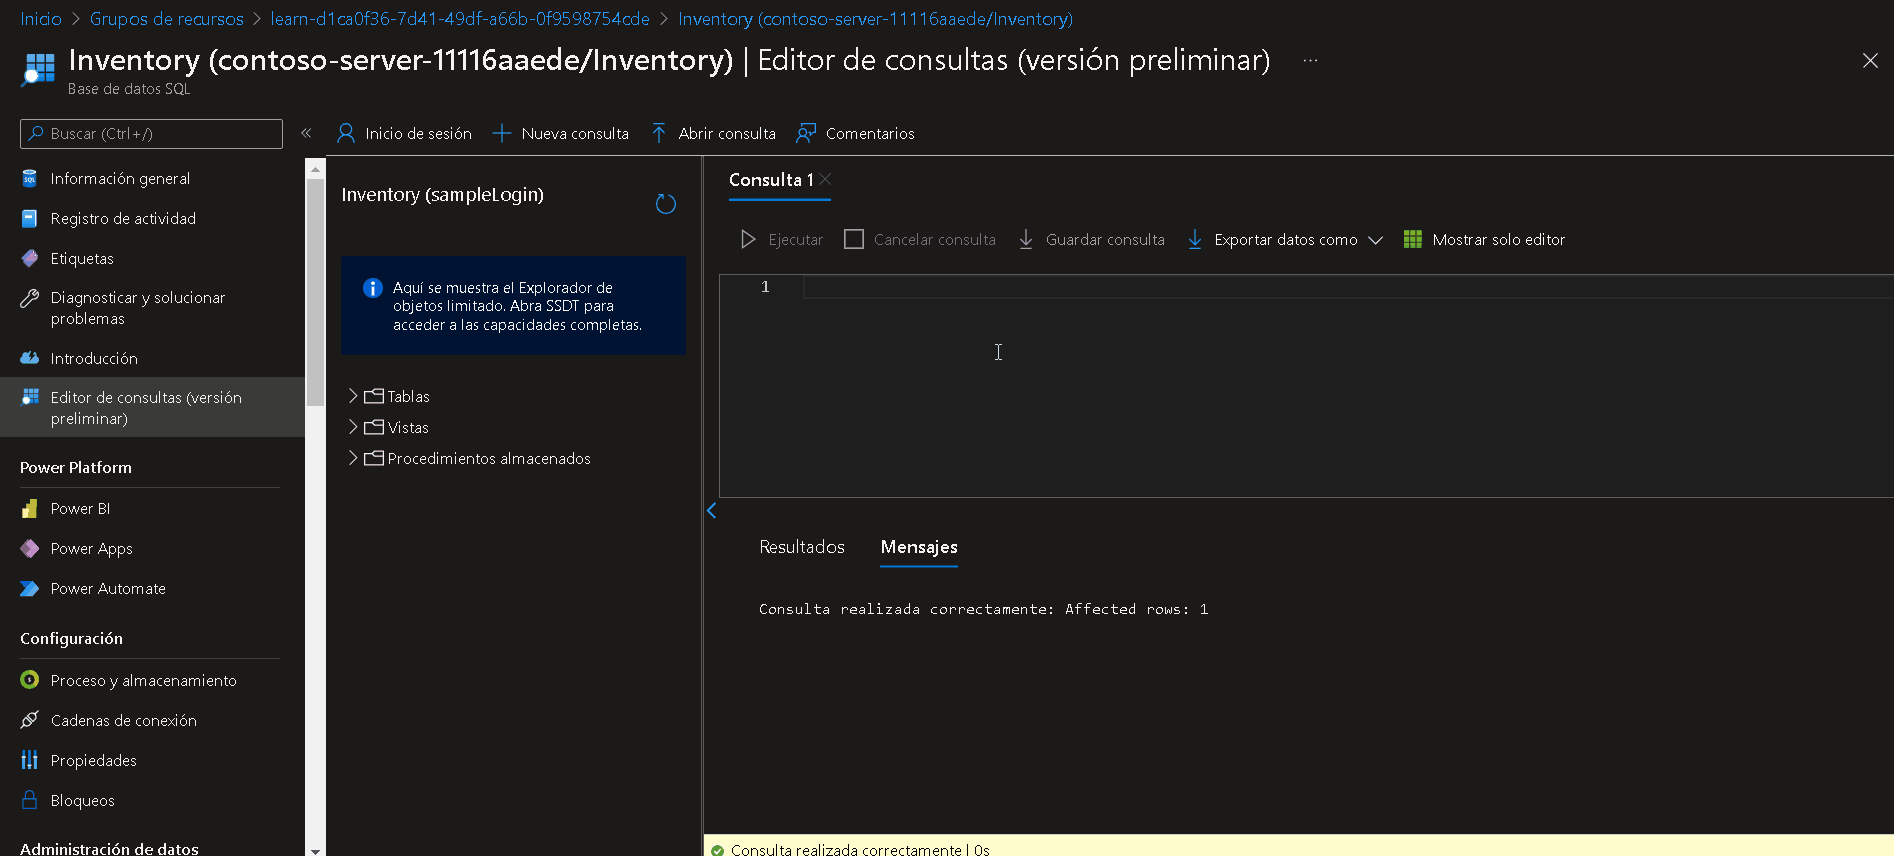 Inicio > Grupos de recursos > learn-d1ca0f36-7d41-49df-a66b-0f9598754cde > Inventory (contoso-server-11116aaede/Inventory)
Inventory (contoso-server-11116aaede/Inventory) | Editor de consultas (versión preliminar) ...
Base de datos SQL
Buscar (Ctrl+/)
«
Información general
Registro de actividad
Etiquetas
Diagnosticar y solucionar
problemas
Introducción
Editor de consultas (versión
preliminar)
Power Platform
Power BI
Power Apps
Power Automate
Configuración
Proceso y almacenamiento
Cadenas de conexión
Propiedades
Bloqueos
Administración de datos
Inicio de sesión
Nueva consulta
Abrir consulta
Comentarios
Inventory (sampleLogin)
Aquí se muestra el Explorador de
objetos limitado. Abra SSDT para
acceder a las capacidades completas.
Tablas
Vistas
Procedimientos almacenados
Consulta 1
Ejecutar
Cancelar consulta
Guardar consulta
Exportar datos como
Mostrar solo editor
1
Resultados
Mensajes
Consulta realizada correctamente: Affected rows: 1
Consulta realizada correctamente | 0s